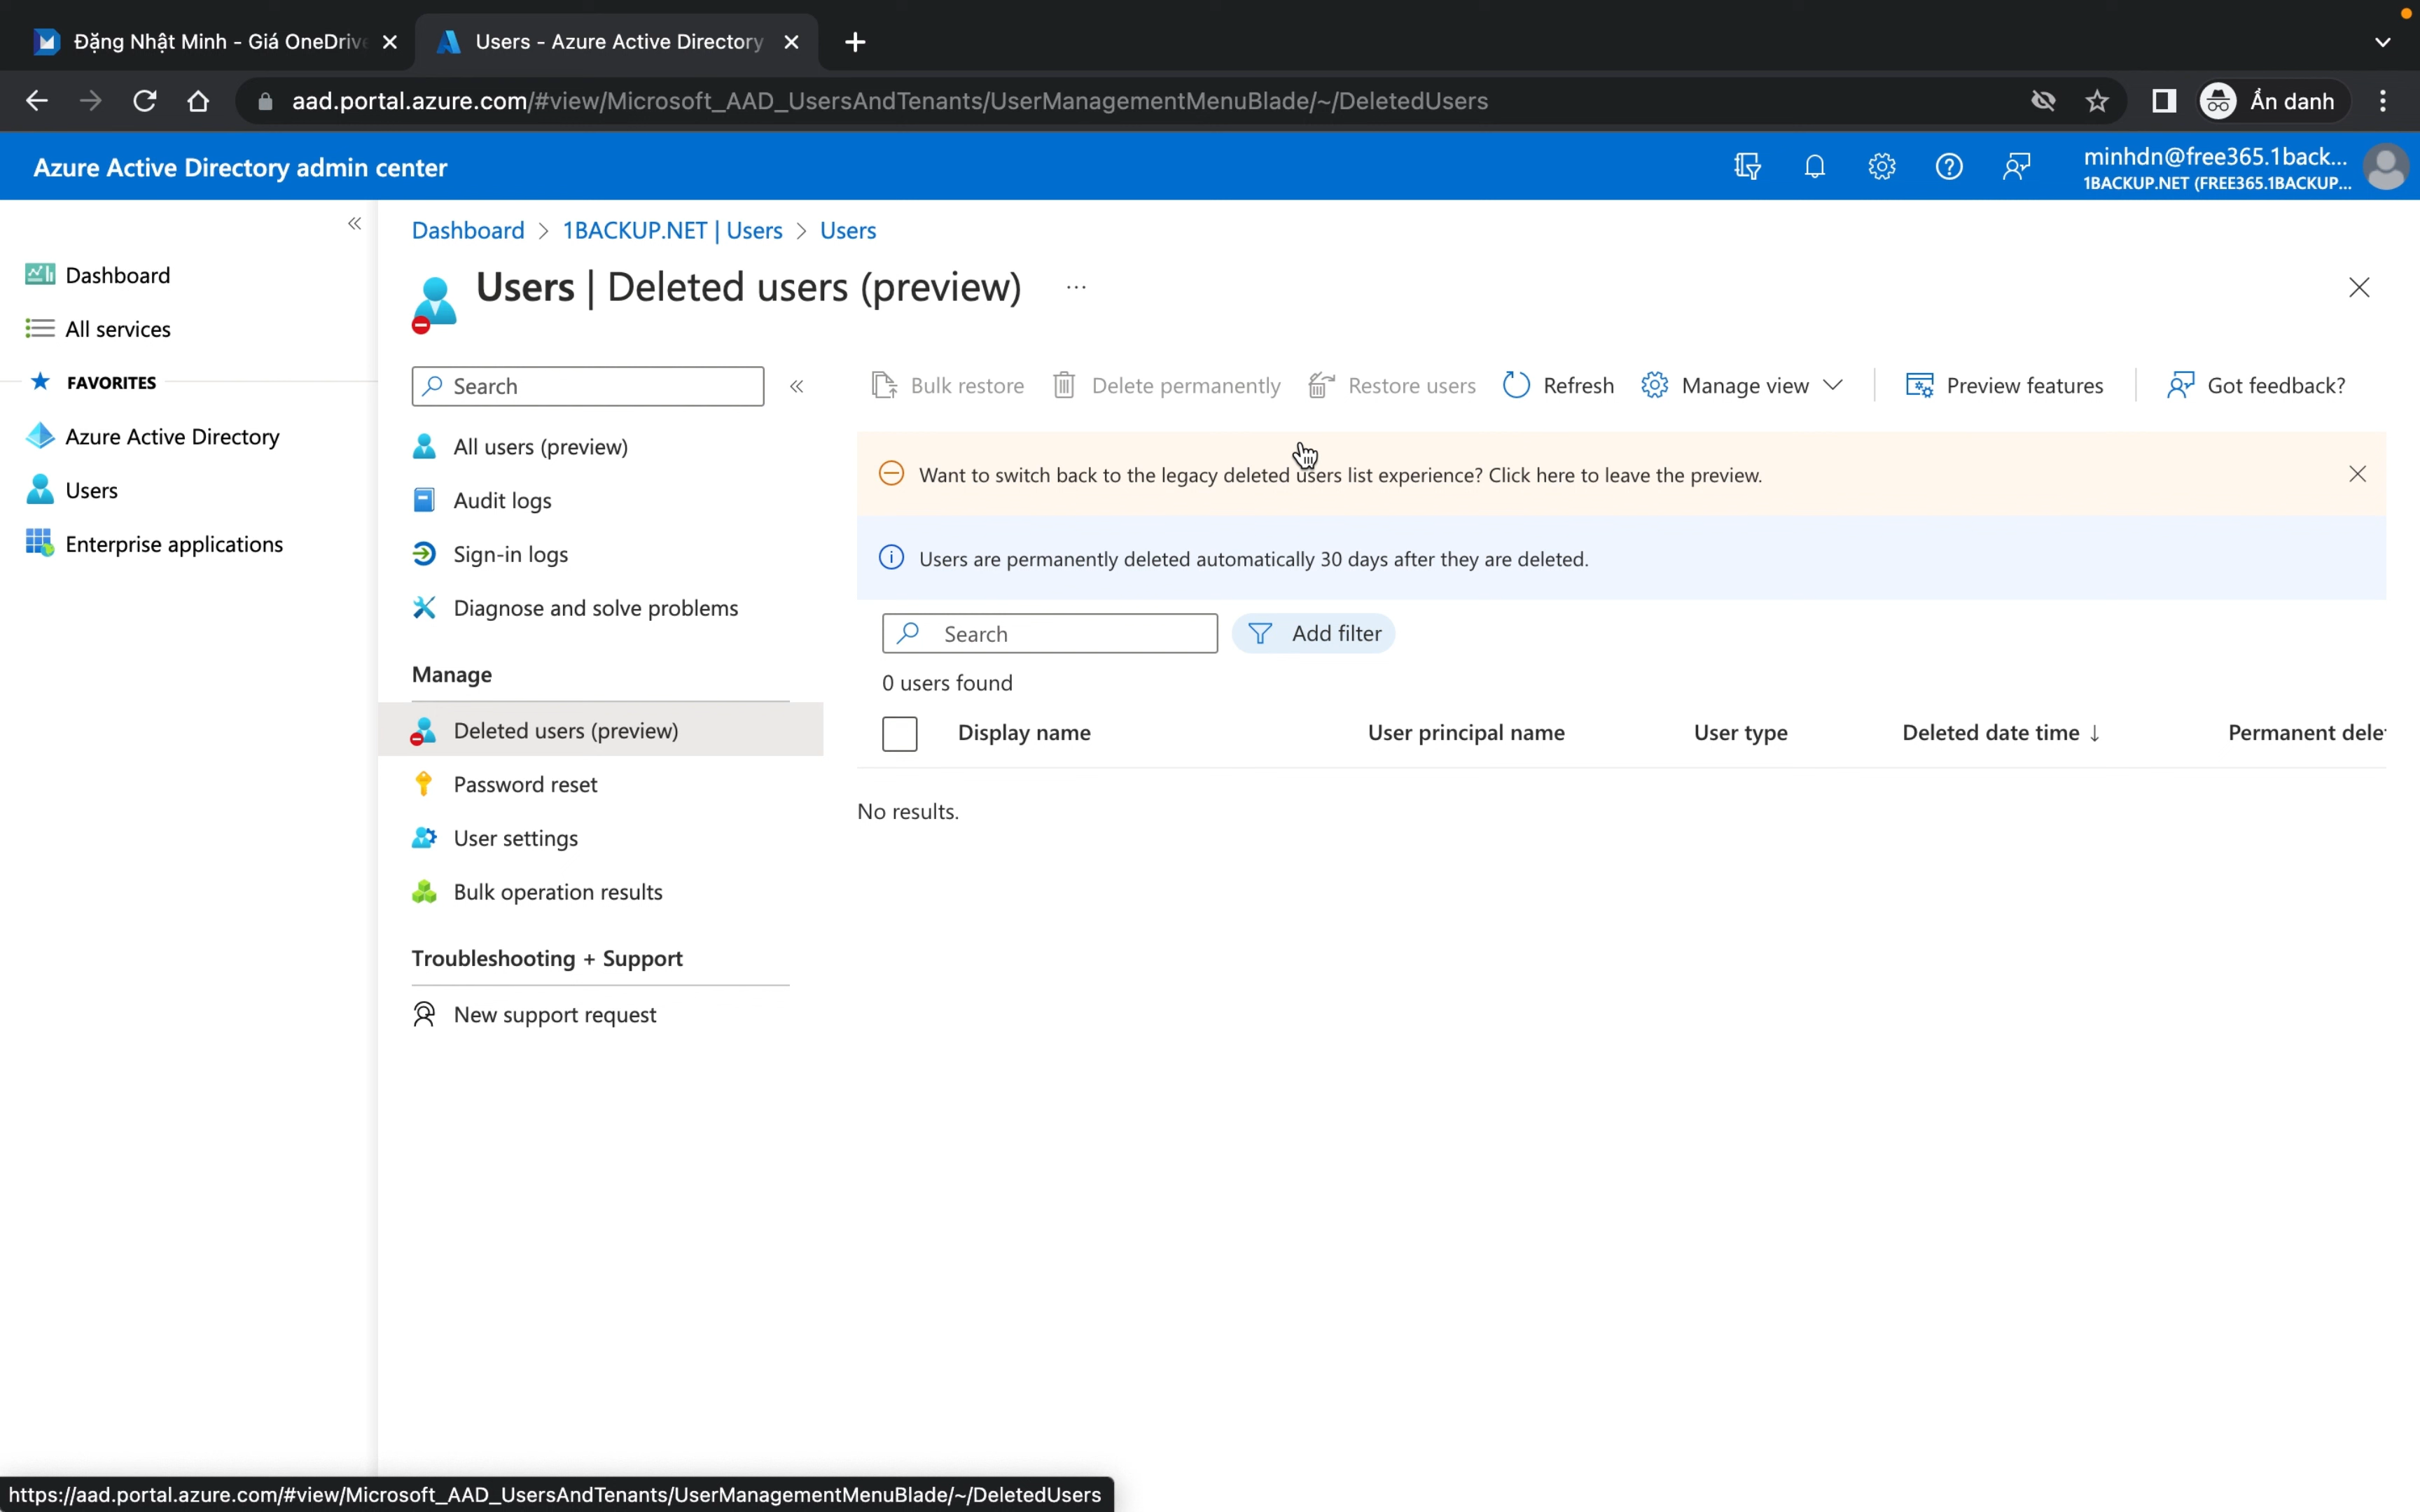 Đặng Nhật Minh - Giá OneDrive
Users - Azure Active Directory
aad.portal.azure.com/#view/Microsoft_AAD_UsersAndTenants/UserManagementMenuBlade/~/DeletedUsers
Ẩn danh
Azure Active Directory admin center
minhdn@free365.1back...
1BACKUP.NET (FREE365.1BACKUP...
Dashboard
All services
FAVORITES
Azure Active Directory
Users
Enterprise applications
Dashboard > 1BACKUP.NET | Users > Users
Users | Deleted users (preview) ...
Search
All users (preview)
Audit logs
Sign-in logs
Diagnose and solve problems
Manage
Deleted users (preview)
Password reset
User settings
Bulk operation results
Troubleshooting + Support
New support request
Bulk restore Delete permanently Restore users Refresh Manage view Preview features Got feedback?
Want to switch back to the legacy deleted users list experience? Click here to leave the preview.
Users are permanently deleted automatically 30 days after they are deleted.
Search Add filter
0 users found
Display name User principal name User type Deleted date time ↓ Permanent dele
No results.
https://aad.portal.azure.com/#view/Microsoft_AAD_UsersAndTenants/UserManagementMenuBlade/~/DeletedUsers